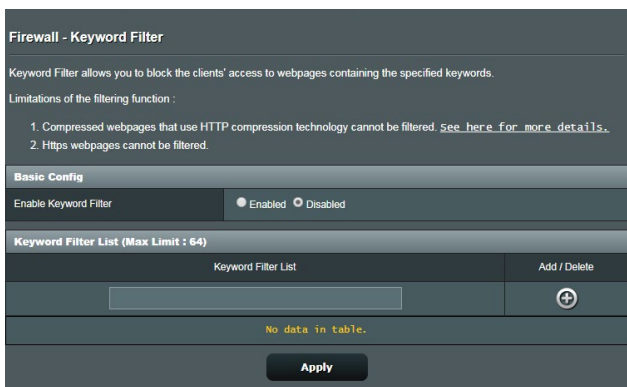 Firewall - Keyword Filter
Keyword Filter allows you to block the clients' access to webpages containing the specified keywords.
Limitations of the filtering function :
1. Compressed webpages that use HTTP compression technology cannot be filtered. See here for more details.
2. Https webpages cannot be filtered.
Basic Config
Enable Keyword Filter Enabled Disabled
Keyword Filter List (Max Limit : 64)
Keyword Filter List Add / Delete
No data in table.
Apply